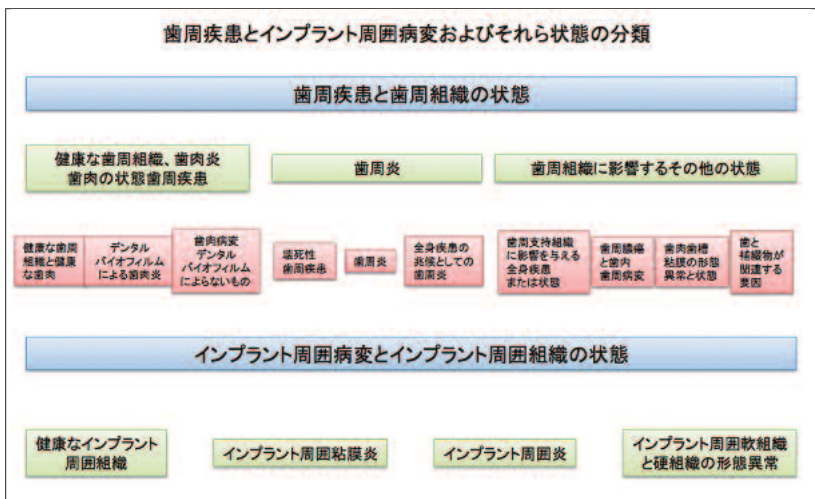 歯周疾患とインプラント周囲病変およびそれら状態の分類
歯周疾患と歯周組織の状態
健康な歯周組織、歯肉炎
歯肉の状態歯周疾患
歯周炎
歯周組織に影響するその他の状態
健康な歯周
組織と健康
な歯肉
デンタル
バイオフィルム
による歯肉炎
歯肉病変
デンタル
バイオフィルム
によらないもの
壊死性
歯周疾患
歯周炎
全身疾患の
兆候としての
歯周炎
歯周支持組織
に影響を与える
全身疾患
または状態
歯周膿瘍
と歯内
歯周病変
歯肉歯槽
粘膜の形態
異常と状態
歯と
補綴物が
関連する
要因
インプラント周囲病変とインプラント周囲組織の状態
健康なインプラント
周囲組織
インプラント周囲粘膜炎
インプラント周囲炎
インプラント周囲軟組織
と硬組織の形態異常